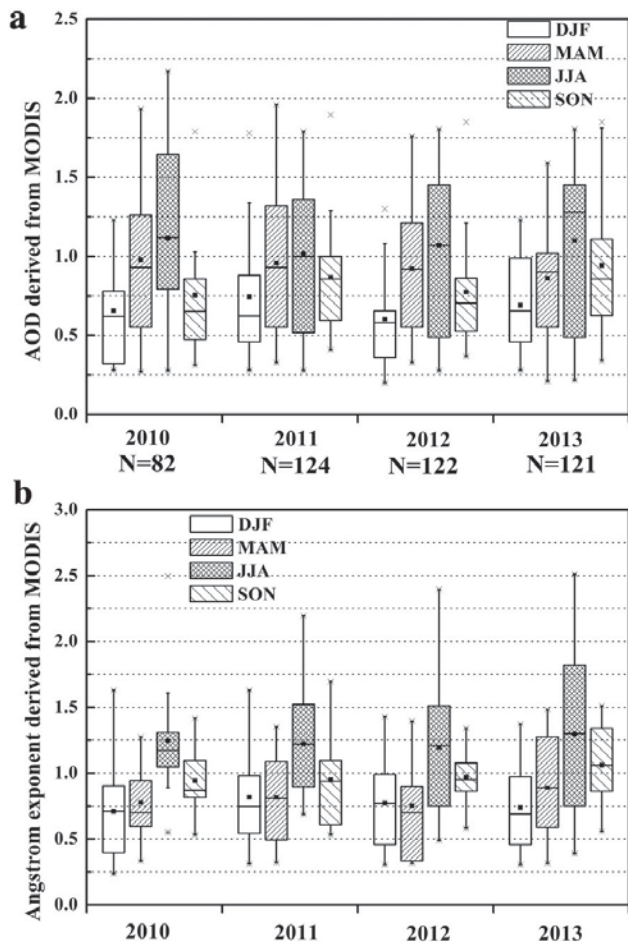 a
AOD derived from MODIS
2.5
2.0
1.5
1.0
0.5
0.0
DJF
MAM
JJA
SON
2010 2011 2012 2013
N=82 N=124 N=122 N=121
b
Angstrom exponent derived from MODIS
3.0
2.5
2.0
1.5
1.0
0.5
0.0
DJF
MAM
JJA
SON
2010 2011 2012 2013